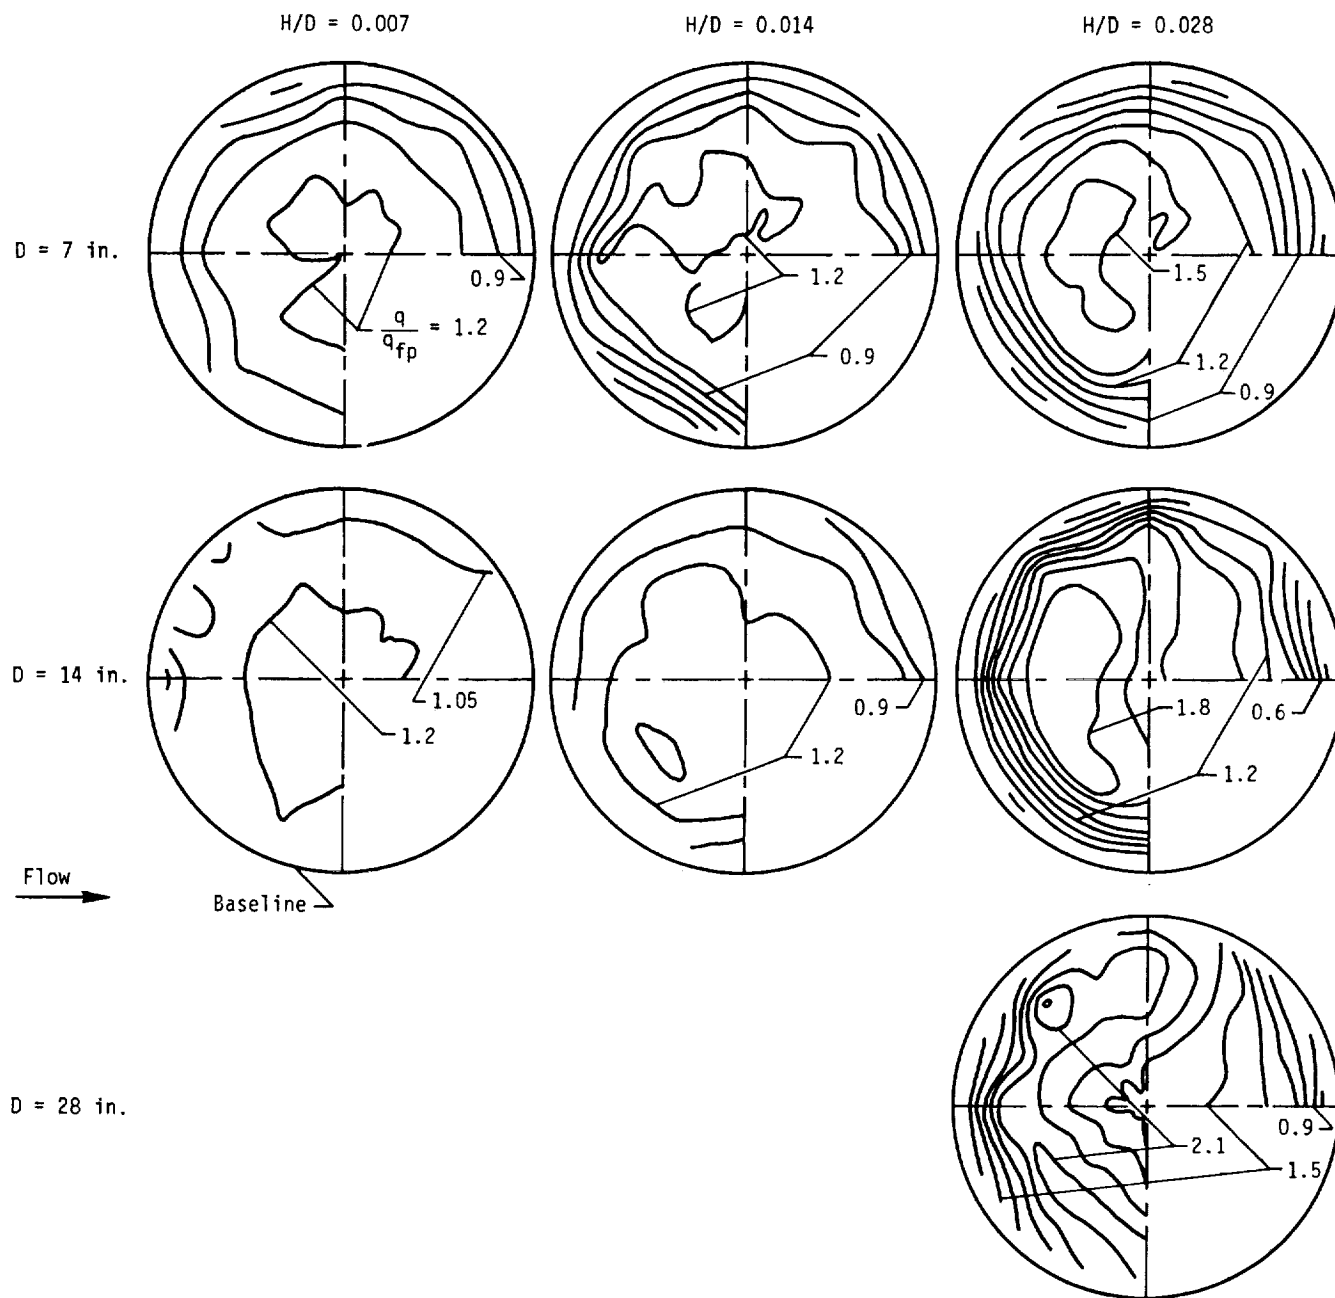 H/D = 0.007
H/D = 0.014
H/D = 0.028
D = 7 in.
0.9
q/q_fp = 1.2
1.2
0.9
1.5
1.2
0.9
D = 14 in.
1.05
1.2
0.9
1.2
1.8
0.6
1.2
Flow
Baseline
D = 28 in.
0.9
2.1
1.5